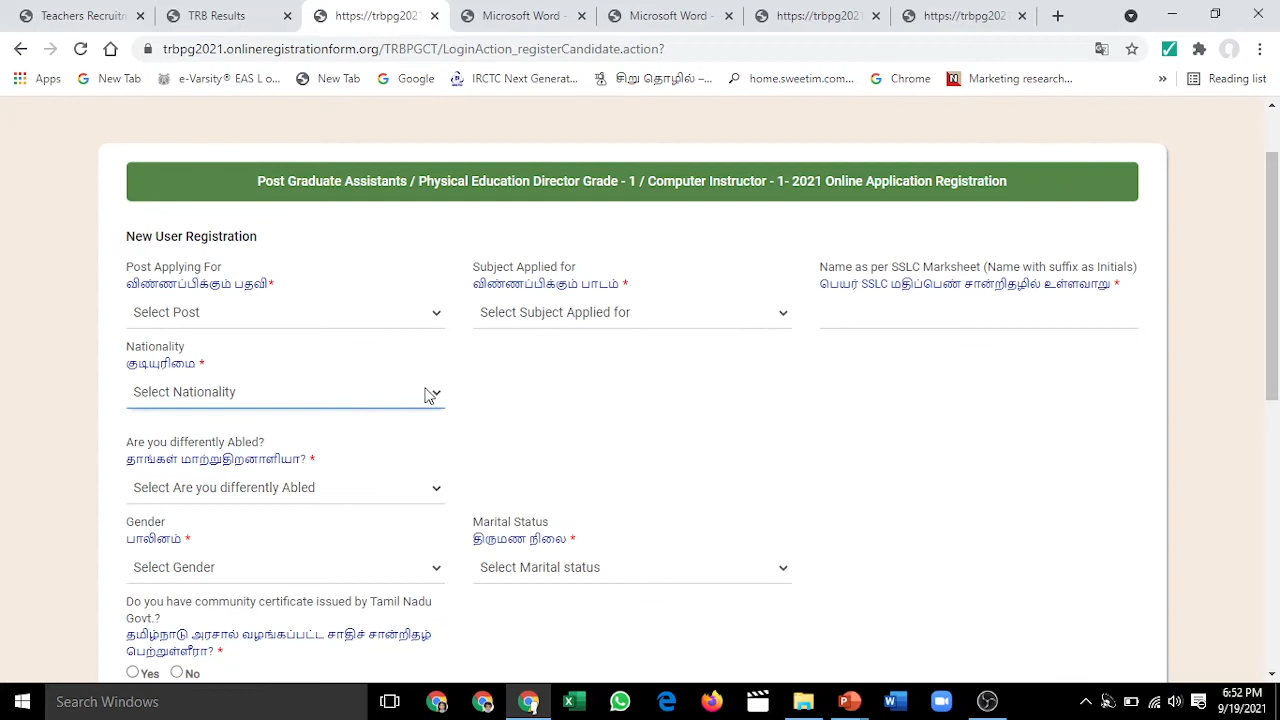 Teachers Recruitm
TRB Results
https://trbpg2021
Microsoft Word -
Microsoft Word -
https://trbpg2021
https://trbpg2021
trbpg2021.onlineregistrationform.org/TRBPGCT/LoginAction_registerCandidate.action?
Apps
New Tab
e-Varsity® EAS L o...
New Tab
Google
IRCTC Next Generat...
இறு தொழில் –...
home.sweetim.com...
Chrome
Marketing research...
»
Reading list
Post Graduate Assistants / Physical Education Director Grade - 1 / Computer Instructor - 1- 2021 Online Application Registration
New User Registration
Post Applying For
விண்ணப்பிக்கும் பதவி*
Select Post
Subject Applied for
விண்ணப்பிக்கும் பாடம் *
Select Subject Applied for
Name as per SSLC Marksheet (Name with suffix as Initials)
பெயர் SSLC மதிப்பெண் சான்றிதழில் உள்ளவாறு *
Nationality
குடியுரிமை *
Select Nationality
Are you differently Abled?
தாங்கள் மாற்றுதிறனாளியா? *
Select Are you differently Abled
Gender
பாலினம் *
Select Gender
Marital Status
திருமண நிலை *
Select Marital status
Do you have community certificate issued by Tamil Nadu
Govt.?
தமிழ்நாடு அரசால் வழங்கப்பட்ட சாதிச் சான்றிதழ்
பெற்றுள்ளீரா? *
Yes No
Search Windows
6:52 PM
9/19/2021